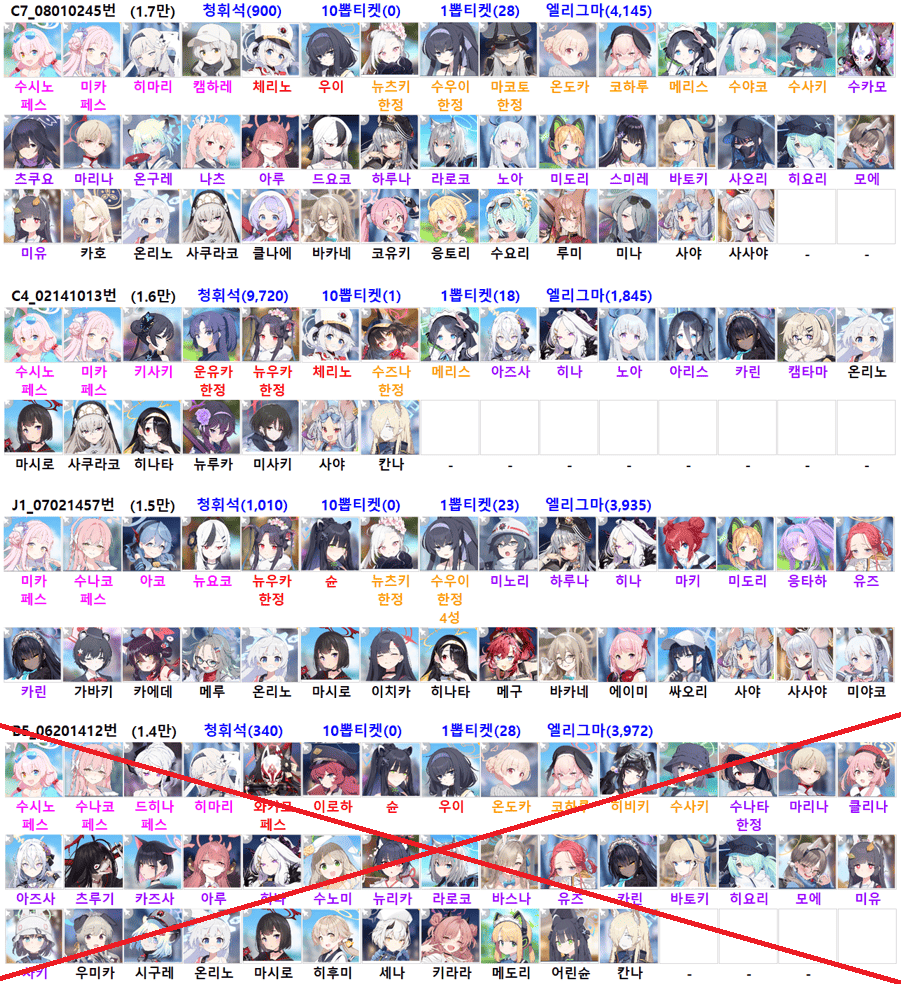 C7_08010245번 (1.7만) 청휘석(900) 10뽑티켓(0) 1뽑티켓(28) 엘리그마(4,145)
수시노 미카 히마리 캠하레 체리노 우이 뉴츠키 수우이 마코토 온도카 코하루 메리스 수야코 수사키 수카모
페스 페스 한정 한정 한정
츠쿠요 마리나 온구레 나츠 아루 드요코 하루나 라로코 노아 미도리 스미레 바토키 사오리 히요리 모에
미유 카호 온리노 사쿠라코 클나에 바카네 코유키 응토리 수요리 루미 미나 사야 사사야 - -
C4_02141013번 (1.6만) 청휘석(9,720) 10뽑티켓(1) 1뽑티켓(18) 엘리그마(1,845)
수시노 미카 키사키 운유카 뉴우카 체리노 수즈나 메리스 아즈사 히나 노아 아리스 카린 캠타마 온리노
페스 페스 한정 한정 한정
마시로 사쿠라코 히나타 뉴루카 미사키 사야 칸나 - - - - - - - -
J1_07021457번 (1.5만) 청휘석(1,010) 10뽑티켓(0) 1뽑티켓(23) 엘리그마(3,935)
미카 수나코 아코 뉴요코 뉴우카 슌 뉴츠키 수우이 미노리 하루나 히나 마키 미도리 응타하 유즈
페스 페스 한정 한정 한정
4성
카린 가바키 카에데 메루 온리노 마시로 이치카 히나타 메구 바카네 에이미 싸오리 사야 사사야 미야코
B5_06201412번 (1.4만) 청휘석(340) 10뽑티켓(0) 1뽑티켓(28) 엘리그마(3,972)
수시노 수나코 드히나 히마리 와카모 이로하 슌 우이 온도카 코하루 히비키 수사키 수나타 마리나 클리나
페스 페스 페스 페스 한정
아즈사 츠루기 카즈사 아루 히나 수노미 뉴리카 라로코 바스나 유즈 카린 바토키 히요리 모에 미유
사키 우미카 시구레 온리노 마시로 히후미 세나 키라라 메도리 어린슌 칸나 - - - -